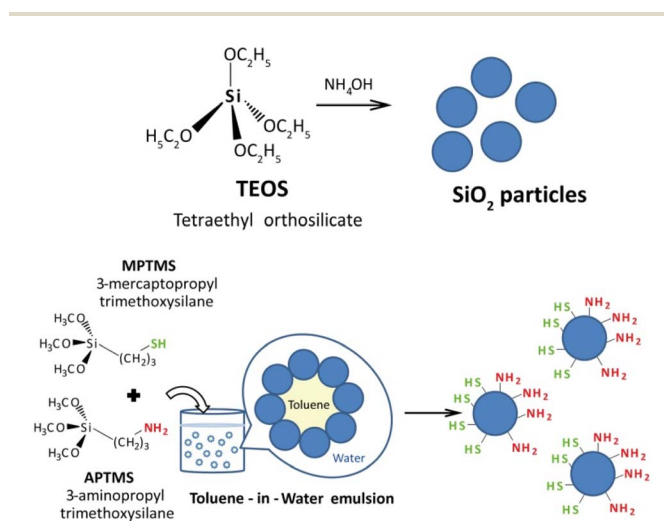 OC₂H₅
Si
H₅C₂O
OC₂H₅
OC₂H₅
TEOS
Tetraethyl orthosilicate
NH₄OH
SiO₂ particles
MPTMS
3-mercaptopropyl
trimethoxysilane
H₃CO
H₃CO
Si
H₃CO
(CH₂)₃
SH
+
H₃CO
H₃CO
Si
H₃CO
(CH₂)₃
NH₂
APTMS
3-aminopropyl
trimethoxysilane
Toluene
Water
Toluene - in - Water emulsion
HS
HS
HS
HS
NH₂
NH₂
NH₂
NH₂
HS
HS
HS
HS
NH₂
NH₂
NH₂
NH₂
HS
HS
HS
HS
NH₂
NH₂
NH₂
NH₂